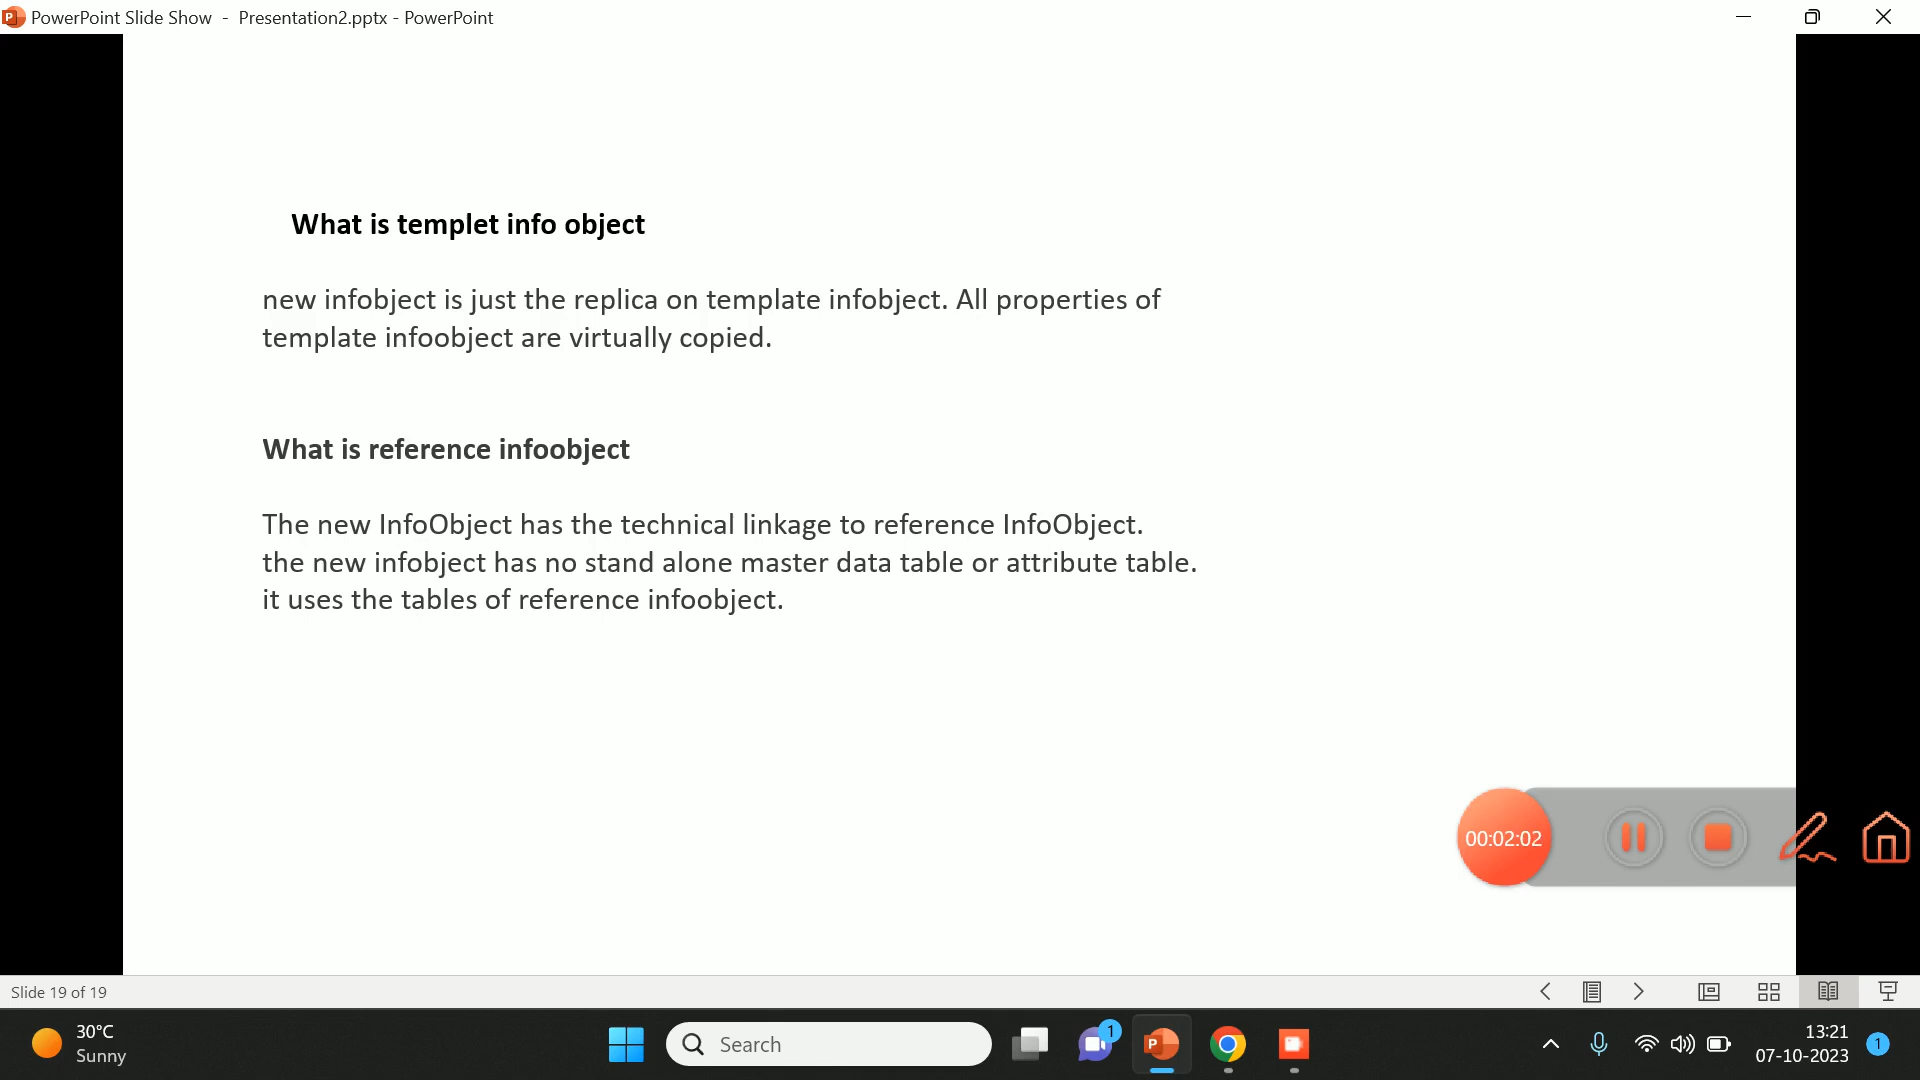 PowerPoint Slide Show - Presentation2.pptx - PowerPoint
What is templet info object
new infobject is just the replica on template infobject. All properties of
template infoobject are virtually copied.
What is reference infoobject
The new InfoObject has the technical linkage to reference InfoObject.
the new infobject has no stand alone master data table or attribute table.
it uses the tables of reference infoobject.
00:02:02
Slide 19 of 19
30°C
Sunny
Search
1
13:21
07-10-2023
1